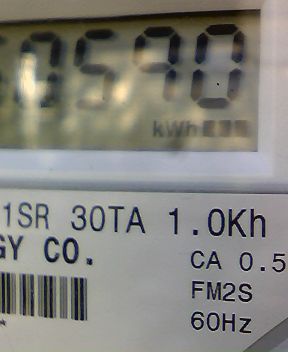 0590
kWh
1SR 30TA 1.0Kh
GY CO.
CA 0.5
FM2S
60Hz